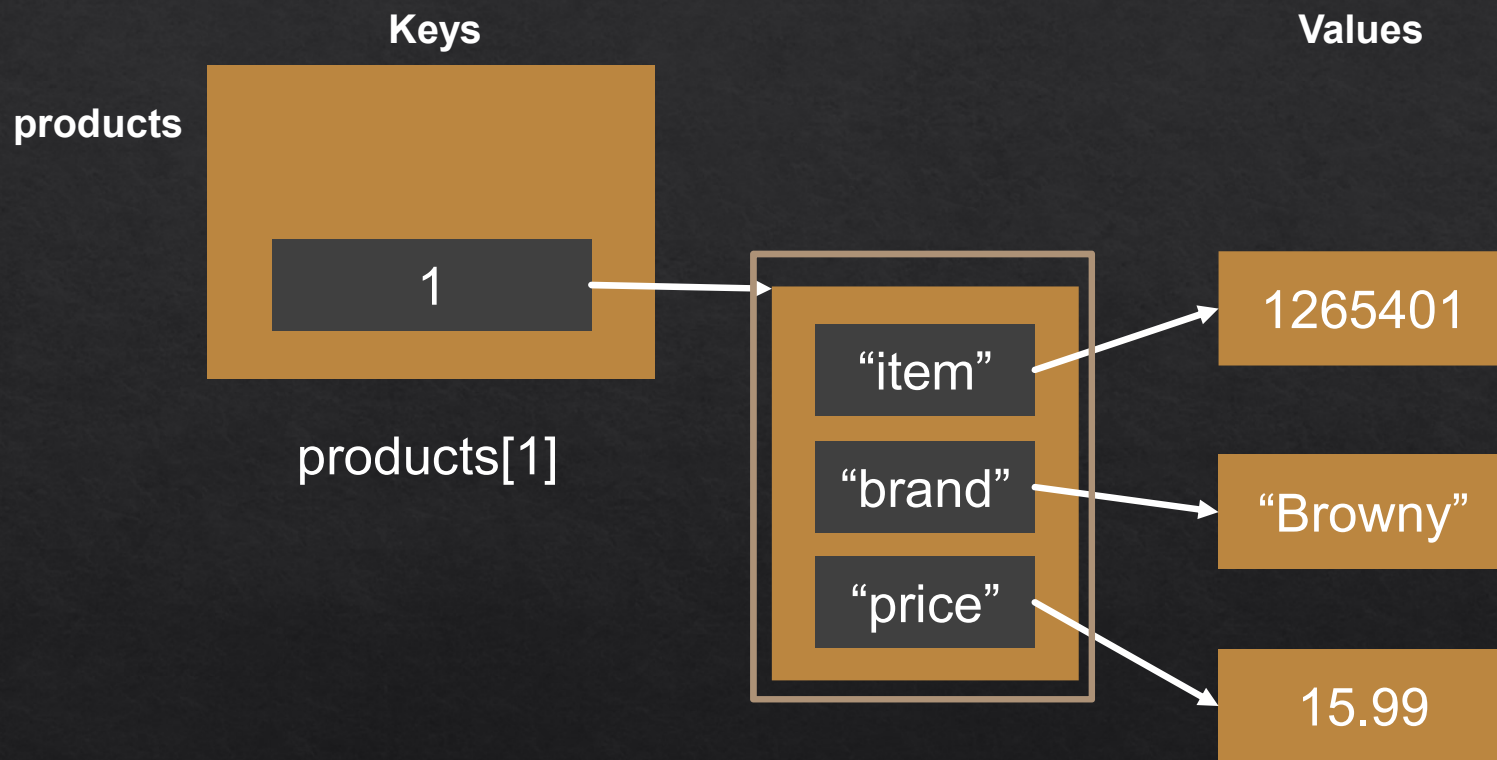 Keys
Values
products
1
products[1]
“item”
“brand”
“price”
1265401
“Browny”
15.99